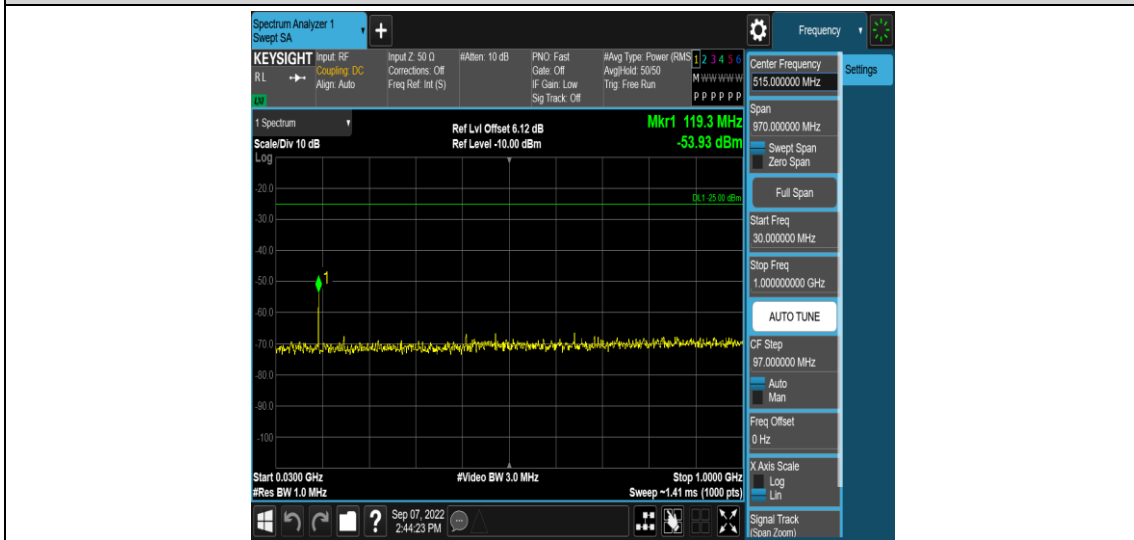 Spectrum Analyzer 1
Swept SA
+
Frequency
KEYSIGHT
RL
LXI
Input: RF
Coupling: DC
Align: Auto
Input Z: 50 Ω
Corrections: Off
Freq Ref: Int (S)
#Atten: 10 dB
PNO: Fast
Gate: Off
IF Gain: Low
Sig Track: Off
#Avg Type: Power (RMS
Avg|Hold: 50/50
Trig: Free Run
1 2 3 4 5 6
M W W W W W
P P P P P P
1 Spectrum
Scale/Div 10 dB
Log
Ref Lvl Offset 6.12 dB
Ref Level -10.00 dBm
Mkr1 119.3 MHz
-53.93 dBm
-20.0
DL1 -25.00 dBm
-30.0
-40.0
-50.0
1
-60.0
-70.0
-80.0
-90.0
-100
Start 0.0300 GHz
#Res BW 1.0 MHz
#Video BW 3.0 MHz
Stop 1.0000 GHz
Sweep ~1.41 ms (1000 pts)
Center Frequency
515.000000 MHz
Settings
Span
970.000000 MHz
Swept Span
Zero Span
Full Span
Start Freq
30.000000 MHz
Stop Freq
1.000000000 GHz
AUTO TUNE
CF Step
97.000000 MHz
Auto
Man
Freq Offset
0 Hz
X Axis Scale
Log
Lin
Signal Track
(Span Zoom)
?
Sep 07, 2022
2:44:23 PM